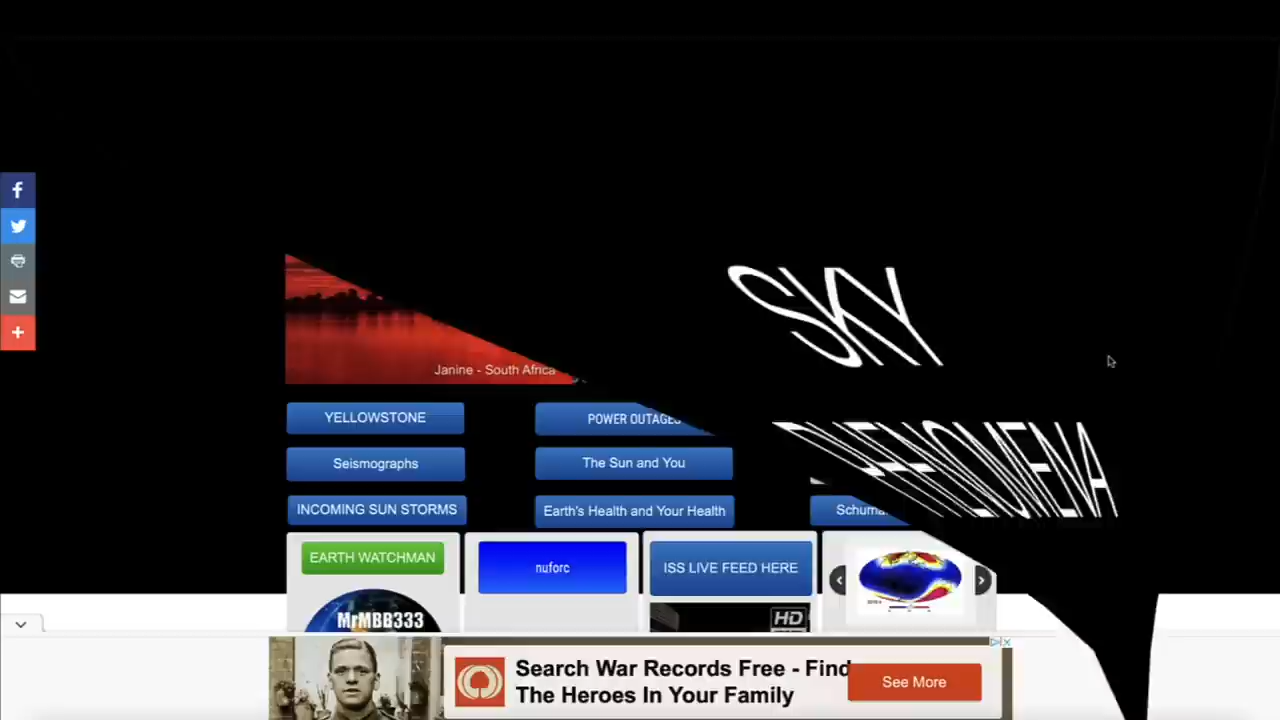 SKY
Janine - South Africa
YELLOWSTONE
POWER OUTAGES
PHENOMENA
Seismographs
The Sun and You
INCOMING SUN STORMS
Earth's Health and Your Health
EARTH WATCHMAN
nuforc
ISS LIVE FEED HERE
MrMBB333
HD
Search War Records Free - Find
The Heroes In Your Family
See More